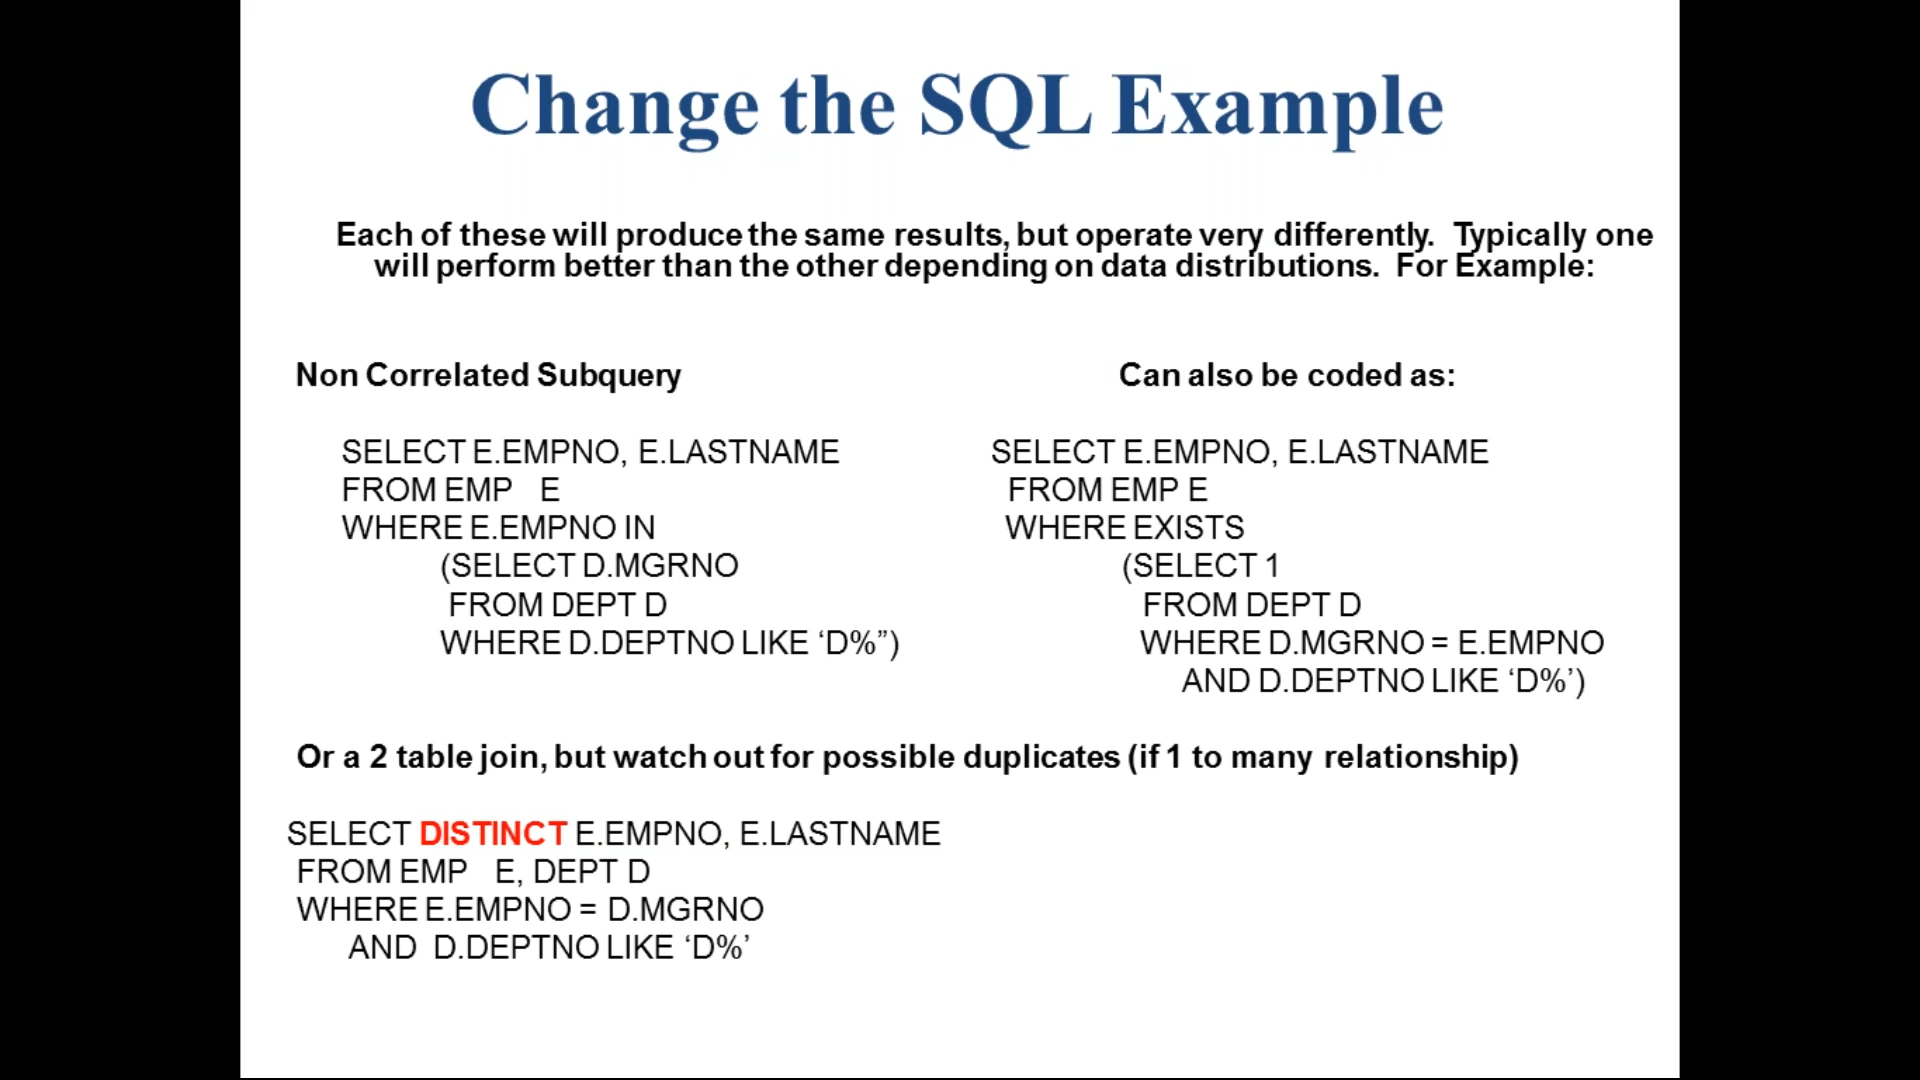 Change the SQL Example
Each of these will produce the same results, but operate very differently. Typically one
will perform better than the other depending on data distributions. For Example:
Non Correlated Subquery
SELECT E.EMPNO, E.LASTNAME
FROM EMP E
WHERE E.EMPNO IN
(SELECT D.MGRNO
FROM DEPT D
WHERE D.DEPTNO LIKE ‘D%”)
Can also be coded as:
SELECT E.EMPNO, E.LASTNAME
FROM EMP E
WHERE EXISTS
(SELECT 1
FROM DEPT D
WHERE D.MGRNO = E.EMPNO
AND D.DEPTNO LIKE ‘D%’)
Or a 2 table join, but watch out for possible duplicates (if 1 to many relationship)
SELECT DISTINCT E.EMPNO, E.LASTNAME
FROM EMP E, DEPT D
WHERE E.EMPNO = D.MGRNO
AND D.DEPTNO LIKE ‘D%’